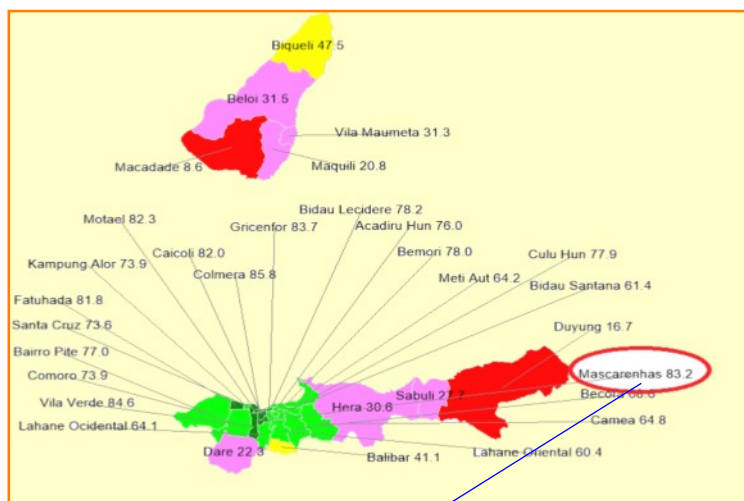 Biqueli 47.5
Beloi 31.5
Vila Maumeta 31.3
Macadade 8.6
Maquili 20.8
Bidau Lecidere 78.2
Motael 82.3
Gricenfor 83.7
Acadiru Hun 76.0
Caicoli 82.0
Bemori 78.0
Culu Hun 77.9
Kampung Alor 73.9
Colmera 85.8
Meti Aut 64.2
Bidau Santana 61.4
Fatuhada 81.8
Santa Cruz 73.6
Duyung 16.7
Bairro Pite 77.0
Comoro 73.9
Mascarenhas 83.2
Sabuli
Becora
Vila Verde 84.6
Hera 30.6
Camea 64.8
Lahane Ocidental 64.1
Dare 22.3
Balibar 41.1
Lahane Oriental 60.4